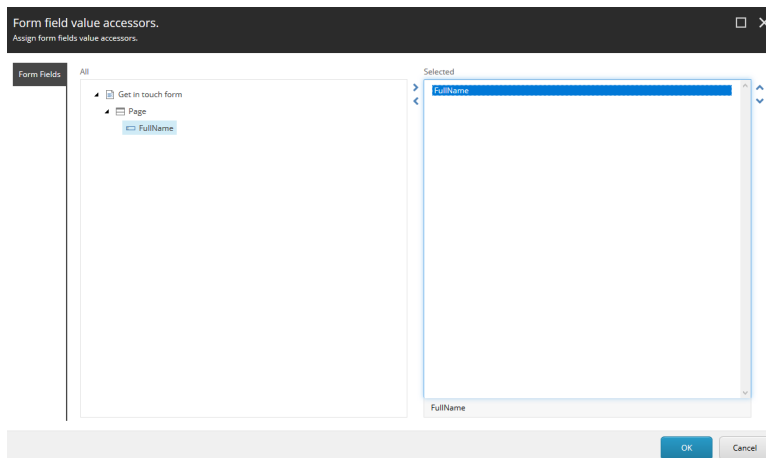 Form field value accessors.
Assign form fields value accessors.
Form Fields
All
Get in touch form
Page
FullName
Selected
FullName
FullName
OK
Cancel